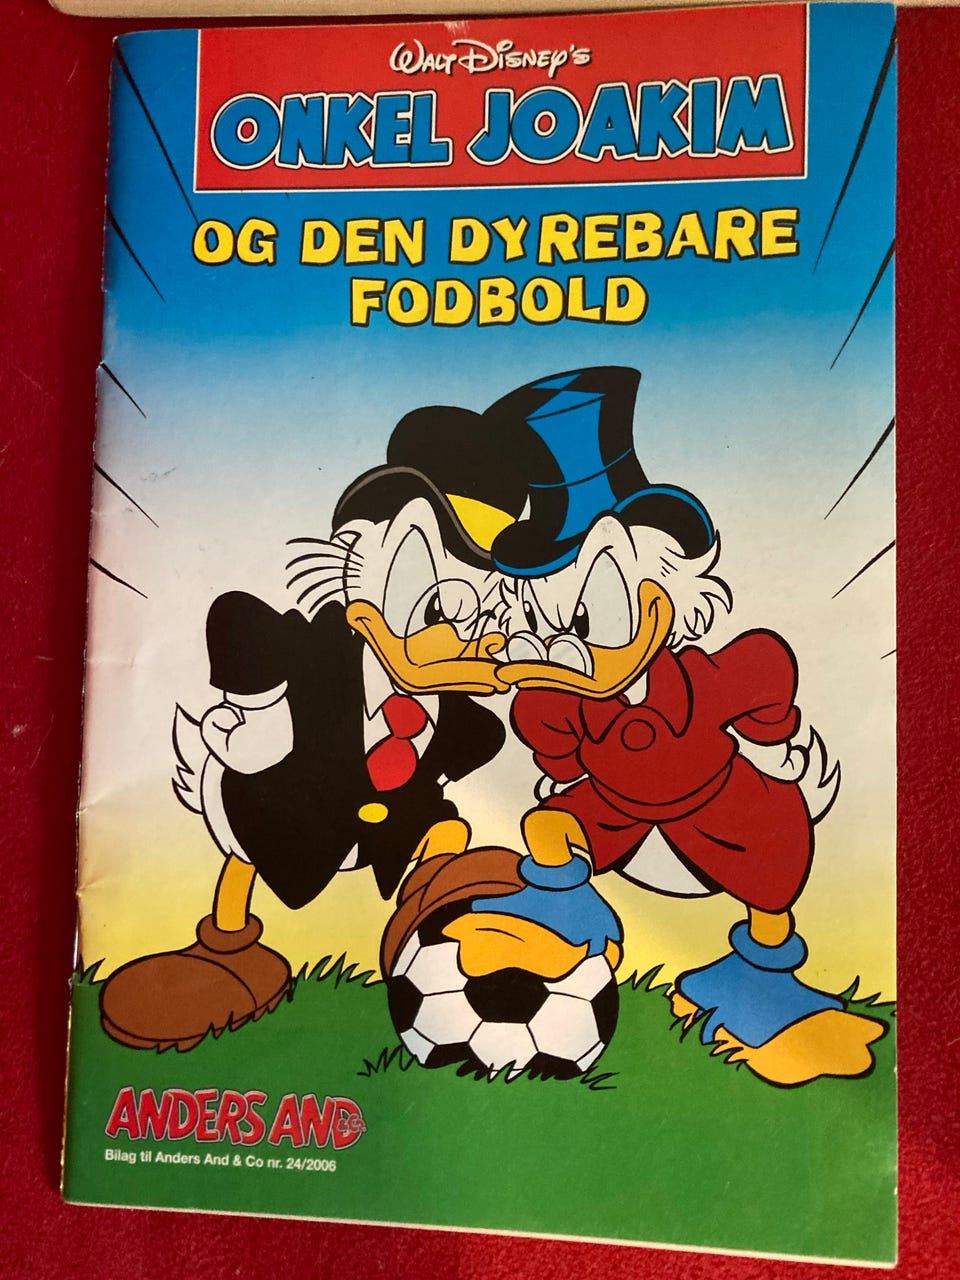 WALT DISNEY'S
ONKEL JOAKIM
OG DEN DYREBARE
FODBOLD
ANDERS AND & CO.
Bilag til Anders And & Co nr. 24/2006